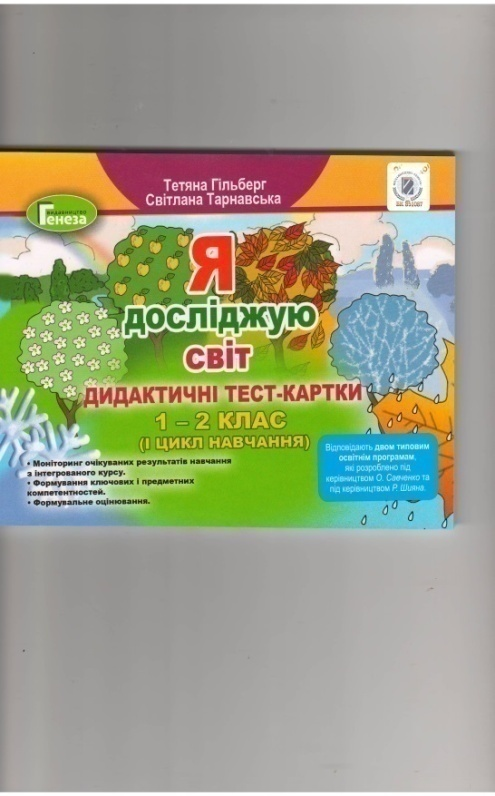 Тетяна Гільберг
Світлана Тарнавська
видавництво
Генеза
Я
досліджую
світ
ДИДАКТИЧНІ ТЕСТ-КАРТКИ
1 – 2 КЛАС
(І ЦИКЛ НАВЧАННЯ)
• Моніторинг очікуваних результатів навчання
з інтегрованого курсу.
• Формування ключових і предметних
компетентностей.
• Формувальне оцінювання.
Відповідають двом типовим
освітнім програмам,
які розроблено під
керівництвом О. Савченко та
під керівництвом Р. Шияна.